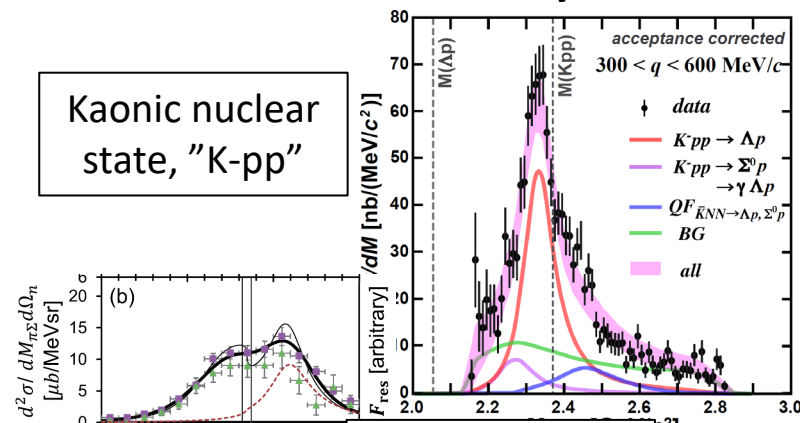 Kaonic nuclear
state, ”K-pp”
80
70
60
50
40
30
20
10
0
/dM [nb/(MeV/c²)]
F_res [arbitrary]
M(Λp)
M(Kpp)
acceptance corrected
300 < q < 600 MeV/c
data
K⁻pp → Λp
K⁻pp → Σ⁰p
→ γ Λp
QF K̄NN→Λp, Σ⁰p
BG
all
2.0 2.2 2.4 2.6 2.8 3.0
(b)
20
15
10
5
0
d²σ/ dM_πΣ dΩ_n
[μb/MeVsr]